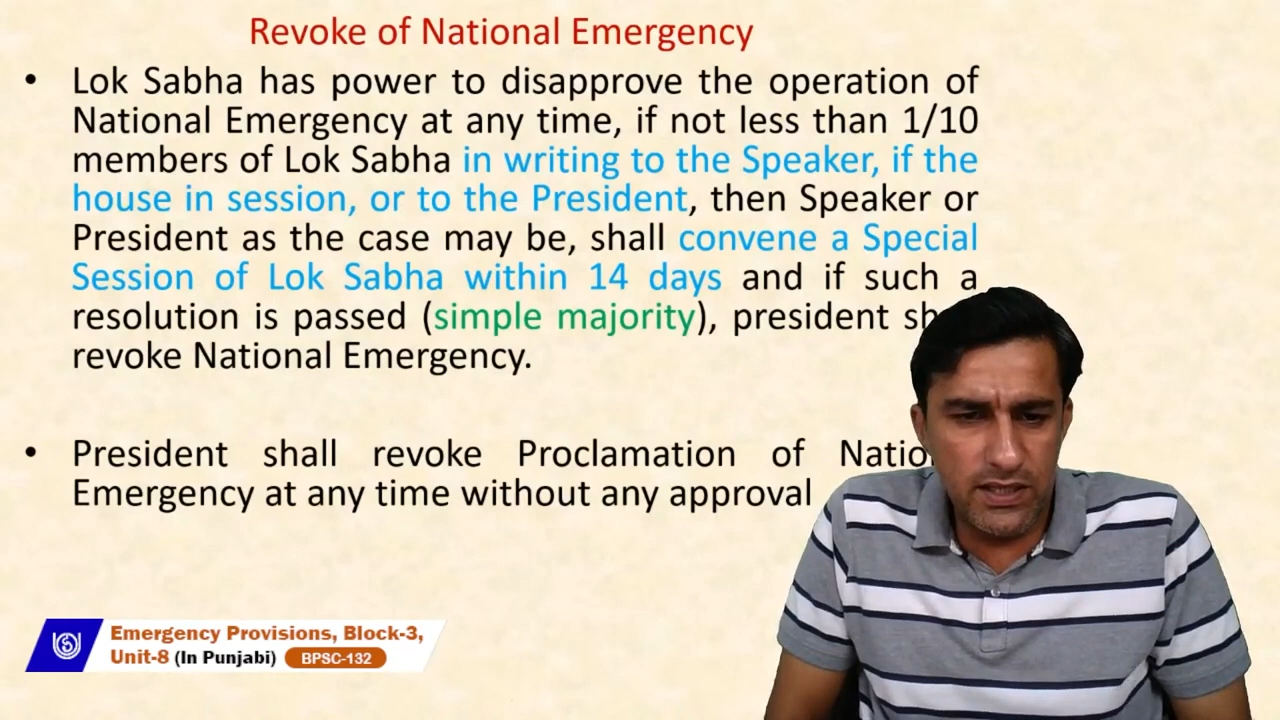 Revoke of National Emergency
• Lok Sabha has power to disapprove the operation of
National Emergency at any time, if not less than 1/10
members of Lok Sabha in writing to the Speaker, if the
house in session, or to the President, then Speaker or
President as the case may be, shall convene a Special
Session of Lok Sabha within 14 days and if such a
resolution is passed (simple majority), president
revoke National Emergency.
• President shall revoke Proclamation of
Emergency at any time without any approval
Emergency Provisions, Block-3,
Unit-8 (In Punjabi) BPSC-132